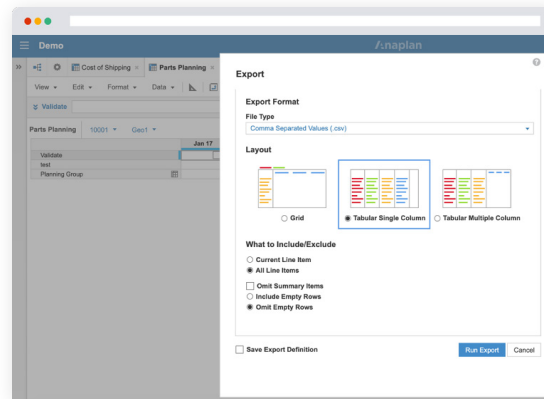 Demo
Anaplan
Cost of Shipping
Parts Planning
View Edit Format Data
Validate
Parts Planning 10001 Geo1
Jan 17
Validate
test
Planning Group
Export
Export Format
File Type
Comma Separated Values (.csv)
Layout
Grid Tabular Single Column Tabular Multiple Column
What to Include/Exclude
Current Line Item
All Line Items
Omit Summary Items
Include Empty Rows
Omit Empty Rows
Save Export Definition Run Export Cancel